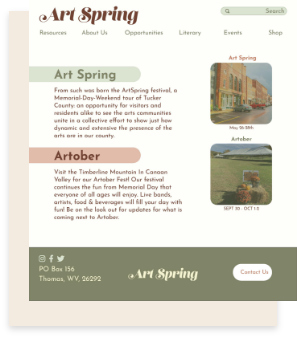 Art Spring
Search
Resources About Us Opportunities Literary Events Shop
Art Spring
From such was born the ArtSpring festival, a
Memorial-Day-Weekend tour of Tucker
County: an opportunity for visitors and
residents alike to see the arts communities
unite in a collective effort to show just how
dynamic and extensive the presence of the
arts are in our county.
Art Spring
May 26-28th
Artober
Visit the Timberline Mountain In Canaan
Valley for our Artober Fest! Our festival
continues the fun from Memorial Day that
everyone of all ages will enjoy. Live bands,
artists, food & beverages will fill your day with
fun! Be on the look out for updates for what is
coming next to Artober.
Artober
SEPT 30 - OCT 1.0
PO Box 156
Thomas, WV, 26292
Art Spring
Contact Us